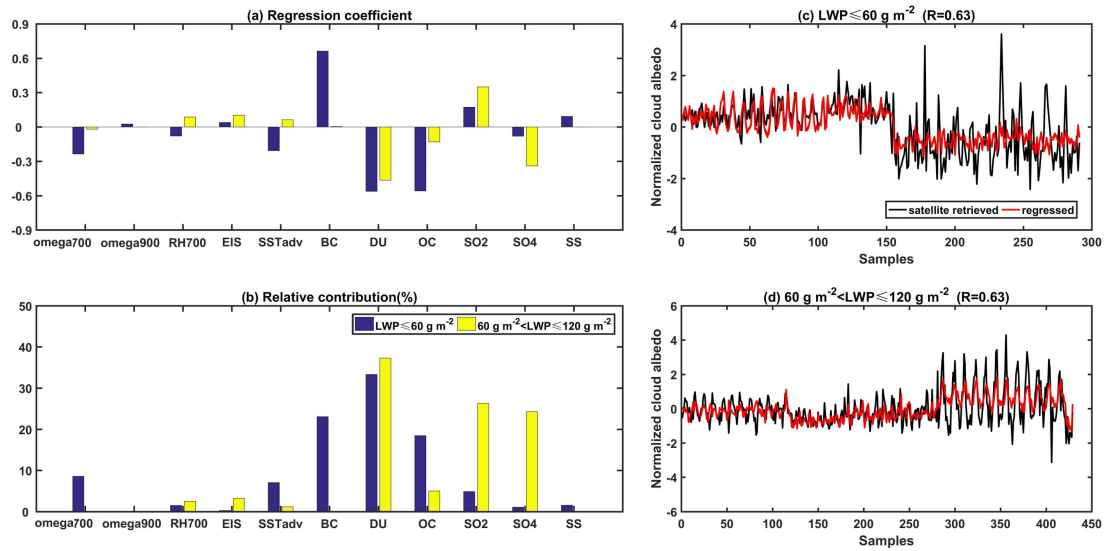 (a) Regression coefficient
0.9
0.6
0.3
0
-0.3
-0.6
-0.9
omega700 omega900 RH700 EIS SSTadv BC DU OC SO2 SO4 SS
(b) Relative contribution(%)
50
40
30
20
10
0
LWP≤60 g m-2 60 g m-2<LWP≤120 g m-2
omega700 omega900 RH700 EIS SSTadv BC DU OC SO2 SO4 SS
(c) LWP≤60 g m-2 (R=0.63)
Normalized cloud albedo
4
2
0
-2
-4
satellite retrieved regressed
0 50 100 150 200 250 300
Samples
(d) 60 g m-2<LWP≤120 g m-2 (R=0.63)
Normalized cloud albedo
6
4
2
0
-2
-4
-6
0 50 100 150 200 250 300 350 400 450
Samples